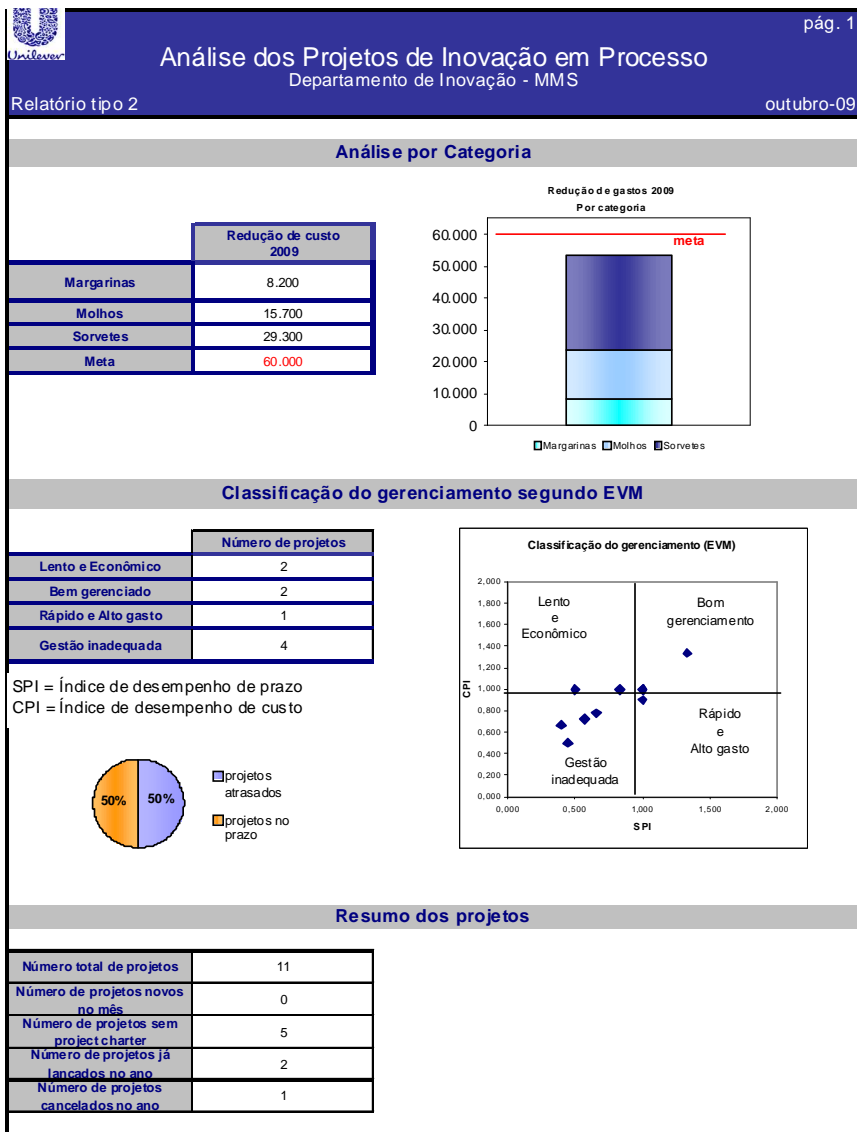 Unilever
pág. 1
Análise dos Projetos de Inovação em Processo
Departamento de Inovação - MMS
Relatório tipo 2
outubro-09
Análise por Categoria
Redução de custo
2009
Margarinas 8.200
Molhos 15.700
Sorvetes 29.300
Meta 60.000
Redução de gastos 2009
Por categoria
60.000
50.000
40.000
30.000
20.000
10.000
0
meta
Margarinas Molhos Sorvetes
Classificação do gerenciamento segundo EVM
Número de projetos
Lento e Econômico 2
Bem gerenciado 2
Rápido e Alto gasto 1
Gestão inadequada 4
SPI = Índice de desempenho de prazo
CPI = Índice de desempenho de custo
50% 50%
projetos
atrasados
projetos no
prazo
Classificação do gerenciamento (EVM)
2,000
1,800
1,600
1,400
1,200
1,000
0,800
0,600
0,400
0,200
0,000
CPI
Lento
e
Econômico
Bom
gerenciamento
Gestão
inadequada
Rápido
e
Alto gasto
0,000 0,500 1,000 1,500 2,000
SPI
Resumo dos projetos
Número total de projetos 11
Número de projetos novos
no mês
0
Número de projetos sem
project charter
5
Número de projetos já
lançados no ano
2
Número de projetos
cancelados no ano
1